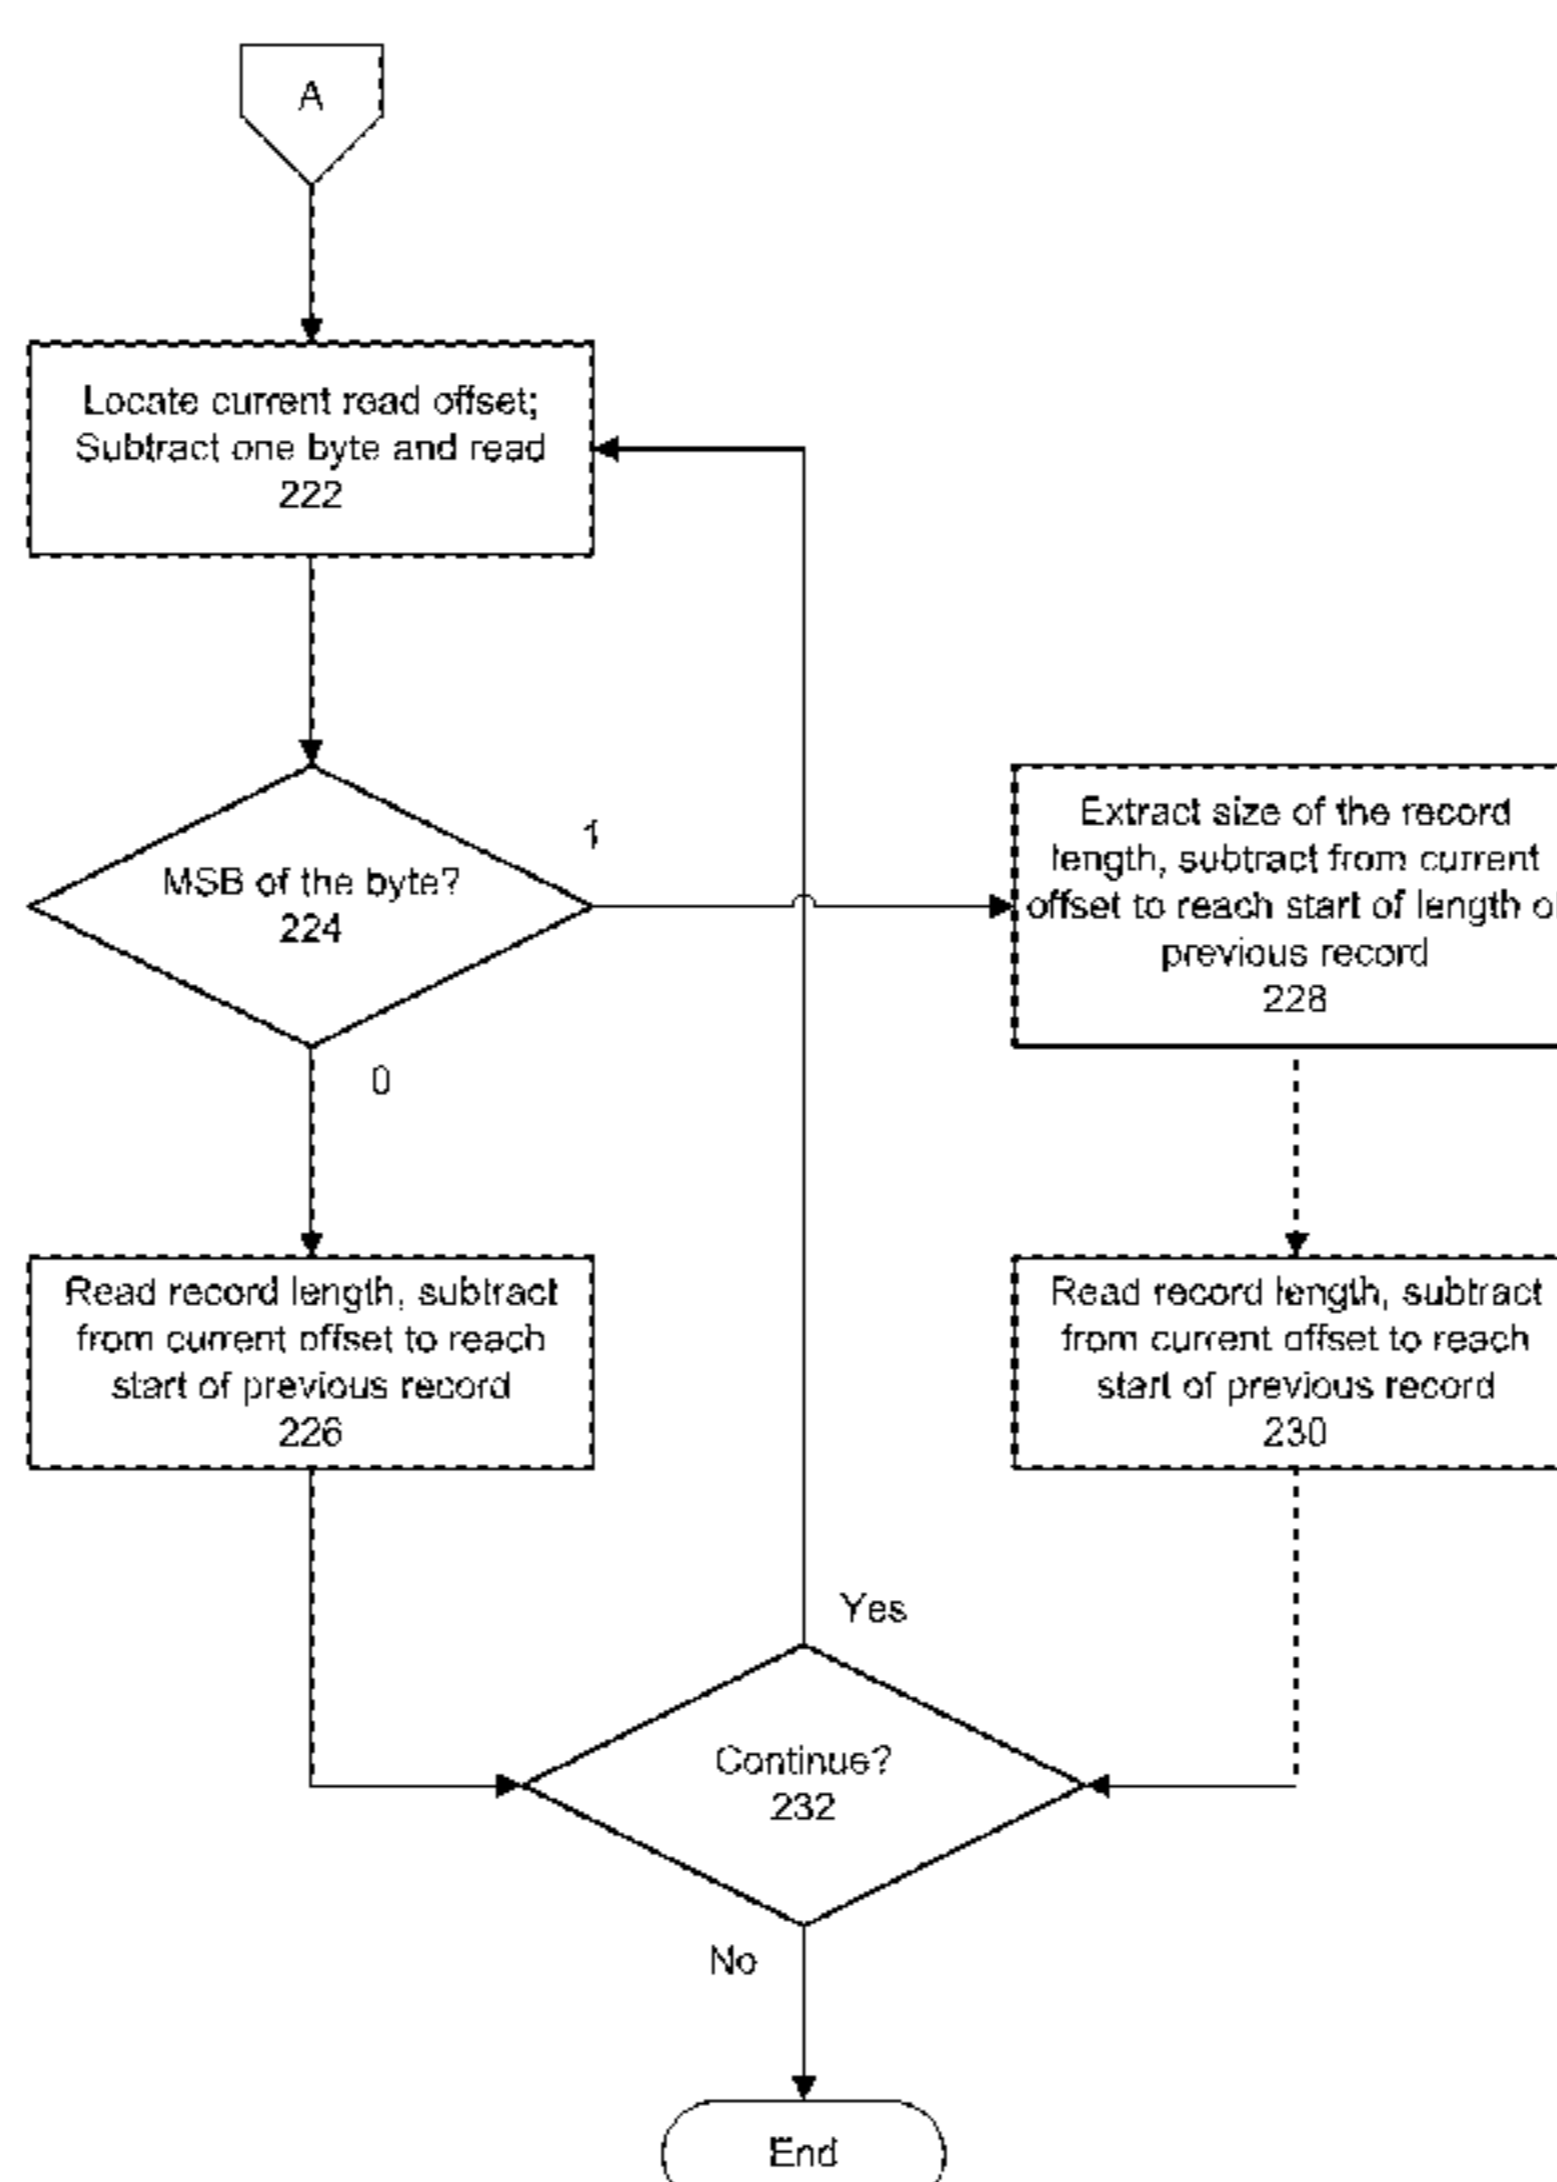 A
Locate current read offset;
Subtract one byte and read
222
MSB of the byte?
224
1
0
Extract size of the record
length, subtract from current
offset to reach start of length of
previous record
228
Read record length, subtract
from current offset to reach
start of previous record
226
Read record length, subtract
from current offset to reach
start of previous record
230
Yes
Continue?
232
No
End